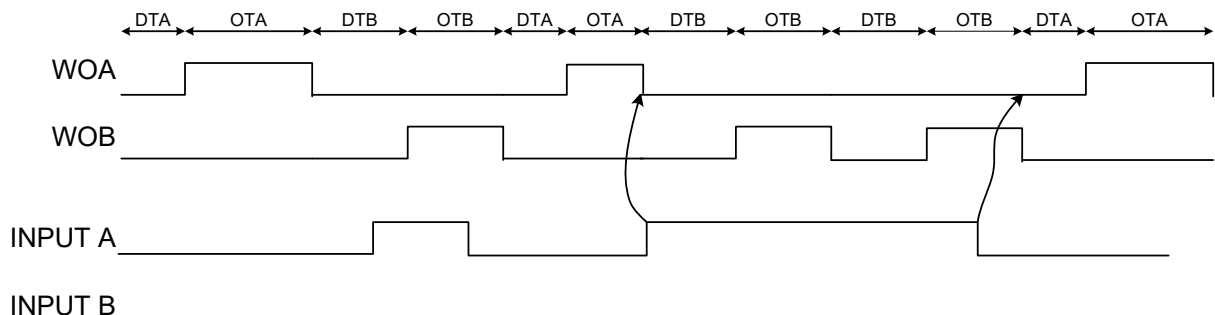 DTA OTA DTB OTB DTA OTA DTB OTB DTB OTB DTA OTA
WOA
WOB
INPUT A
INPUT B